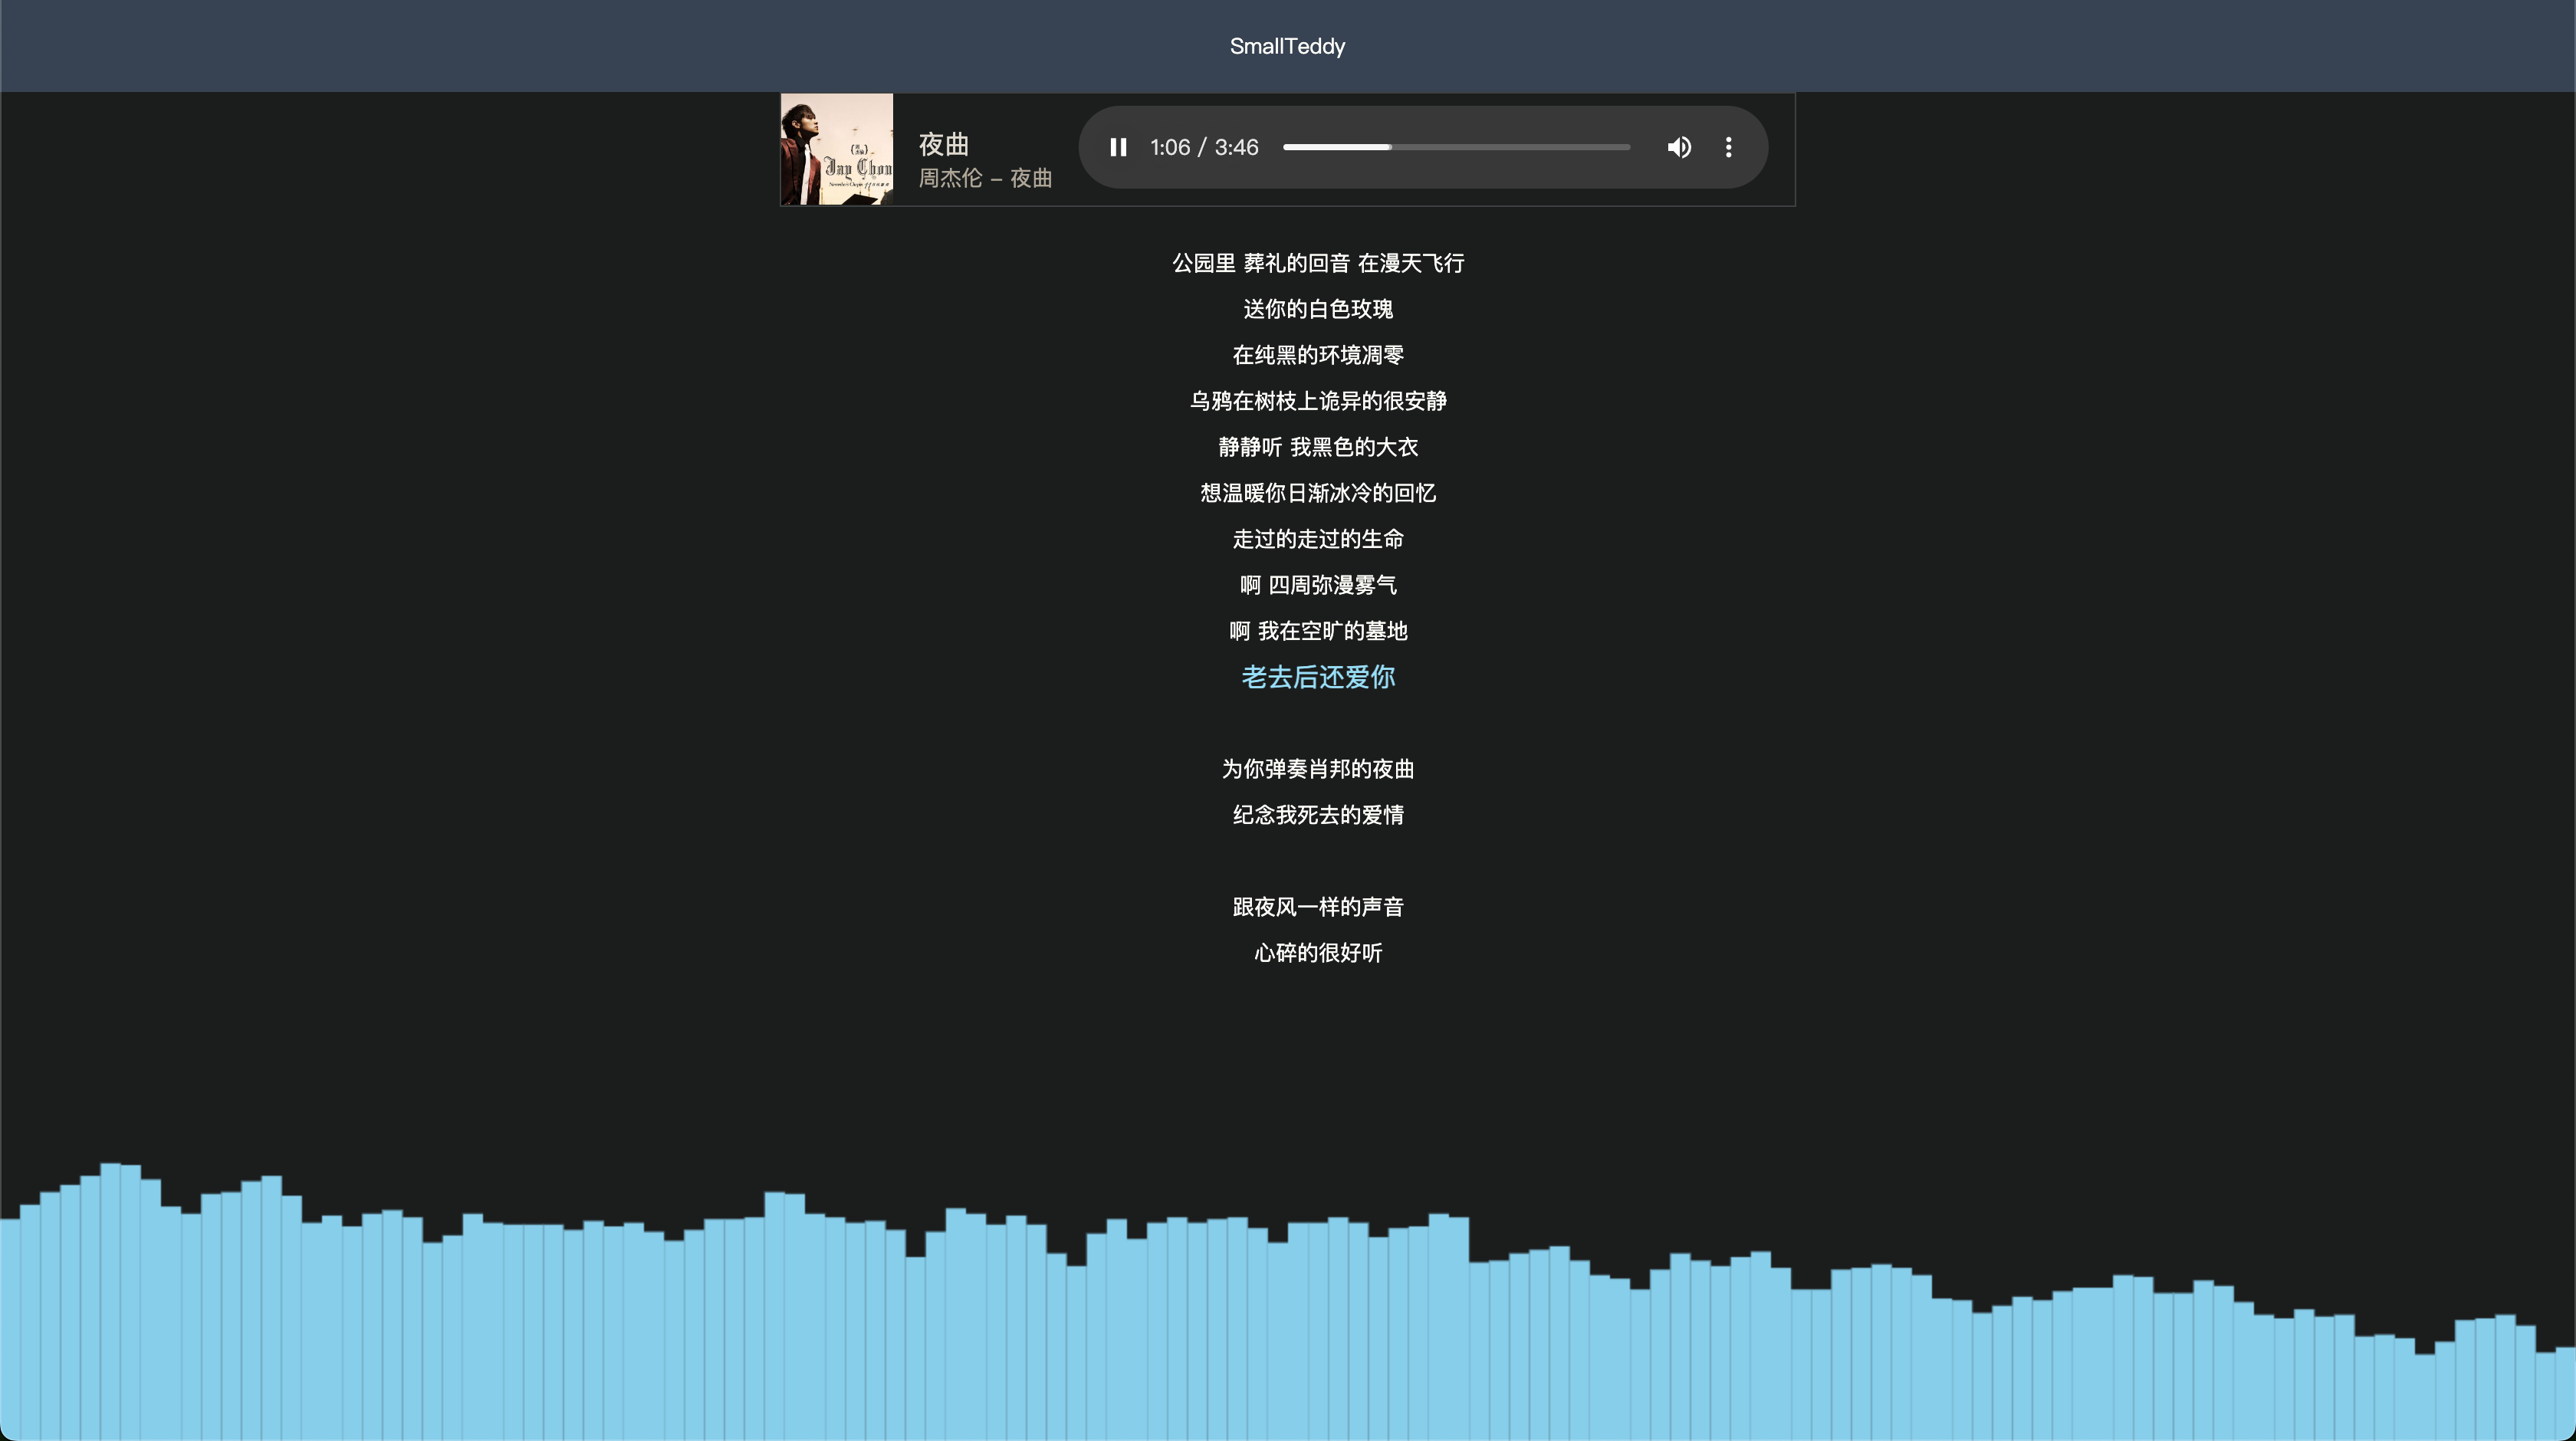 SmallTeddy
Jay Chou
夜曲
周杰伦 – 夜曲
1:06 / 3:46
公园里 葬礼的回音 在漫天飞行
送你的白色玫瑰
在纯黑的环境凋零
乌鸦在树枝上诡异的很安静
静静听 我黑色的大衣
想温暖你日渐冰冷的回忆
走过的走过的生命
啊 四周弥漫雾气
啊 我在空旷的墓地
老去后还爱你
为你弹奏肖邦的夜曲
纪念我死去的爱情
跟夜风一样的声音
心碎的很好听